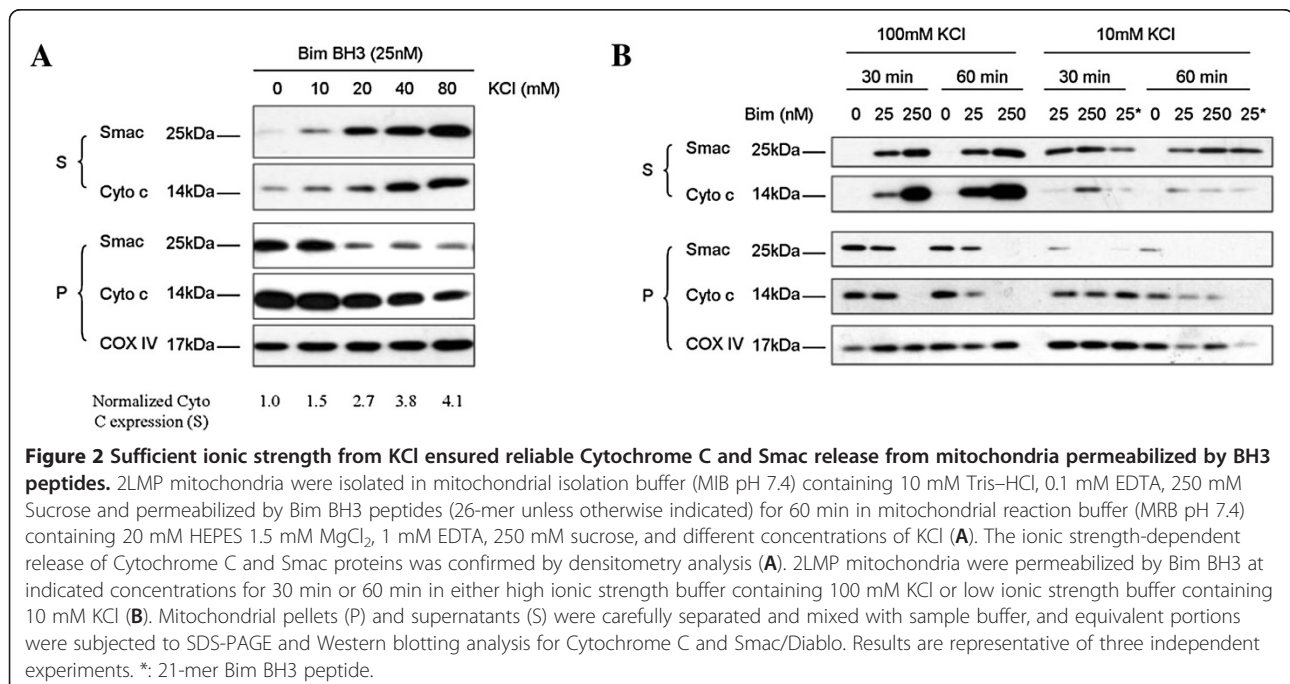 A
Bim BH3 (25nM)
0 10 20 40 80 KCl (mM)
S
Smac 25kDa
Cyto c 14kDa
P
Smac 25kDa
Cyto c 14kDa
COX IV 17kDa
Normalized Cyto
C expression (S)
1.0 1.5 2.7 3.8 4.1
B
100mM KCl 10mM KCl
30 min 60 min 30 min 60 min
Bim (nM) 0 25 250 0 25 250 25 250 25* 0 25 250 25*
S
Smac 25kDa
Cyto c 14kDa
P
Smac 25kDa
Cyto c 14kDa
COX IV 17kDa
Figure 2 Sufficient ionic strength from KCl ensured reliable Cytochrome C and Smac release from mitochondria permeabilized by BH3
peptides. 2LMP mitochondria were isolated in mitochondrial isolation buffer (MIB pH 7.4) containing 10 mM Tris–HCl, 0.1 mM EDTA, 250 mM
Sucrose and permeabilized by Bim BH3 peptides (26-mer unless otherwise indicated) for 60 min in mitochondrial reaction buffer (MRB pH 7.4)
containing 20 mM HEPES 1.5 mM MgCl₂, 1 mM EDTA, 250 mM sucrose, and different concentrations of KCl (A). The ionic strength-dependent
release of Cytochrome C and Smac proteins was confirmed by densitometry analysis (A). 2LMP mitochondria were permeabilized by Bim BH3 at
indicated concentrations for 30 min or 60 min in either high ionic strength buffer containing 100 mM KCl or low ionic strength buffer containing
10 mM KCl (B). Mitochondrial pellets (P) and supernatants (S) were carefully separated and mixed with sample buffer, and equivalent portions
were subjected to SDS-PAGE and Western blotting analysis for Cytochrome C and Smac/Diablo. Results are representative of three independent
experiments. *: 21-mer Bim BH3 peptide.